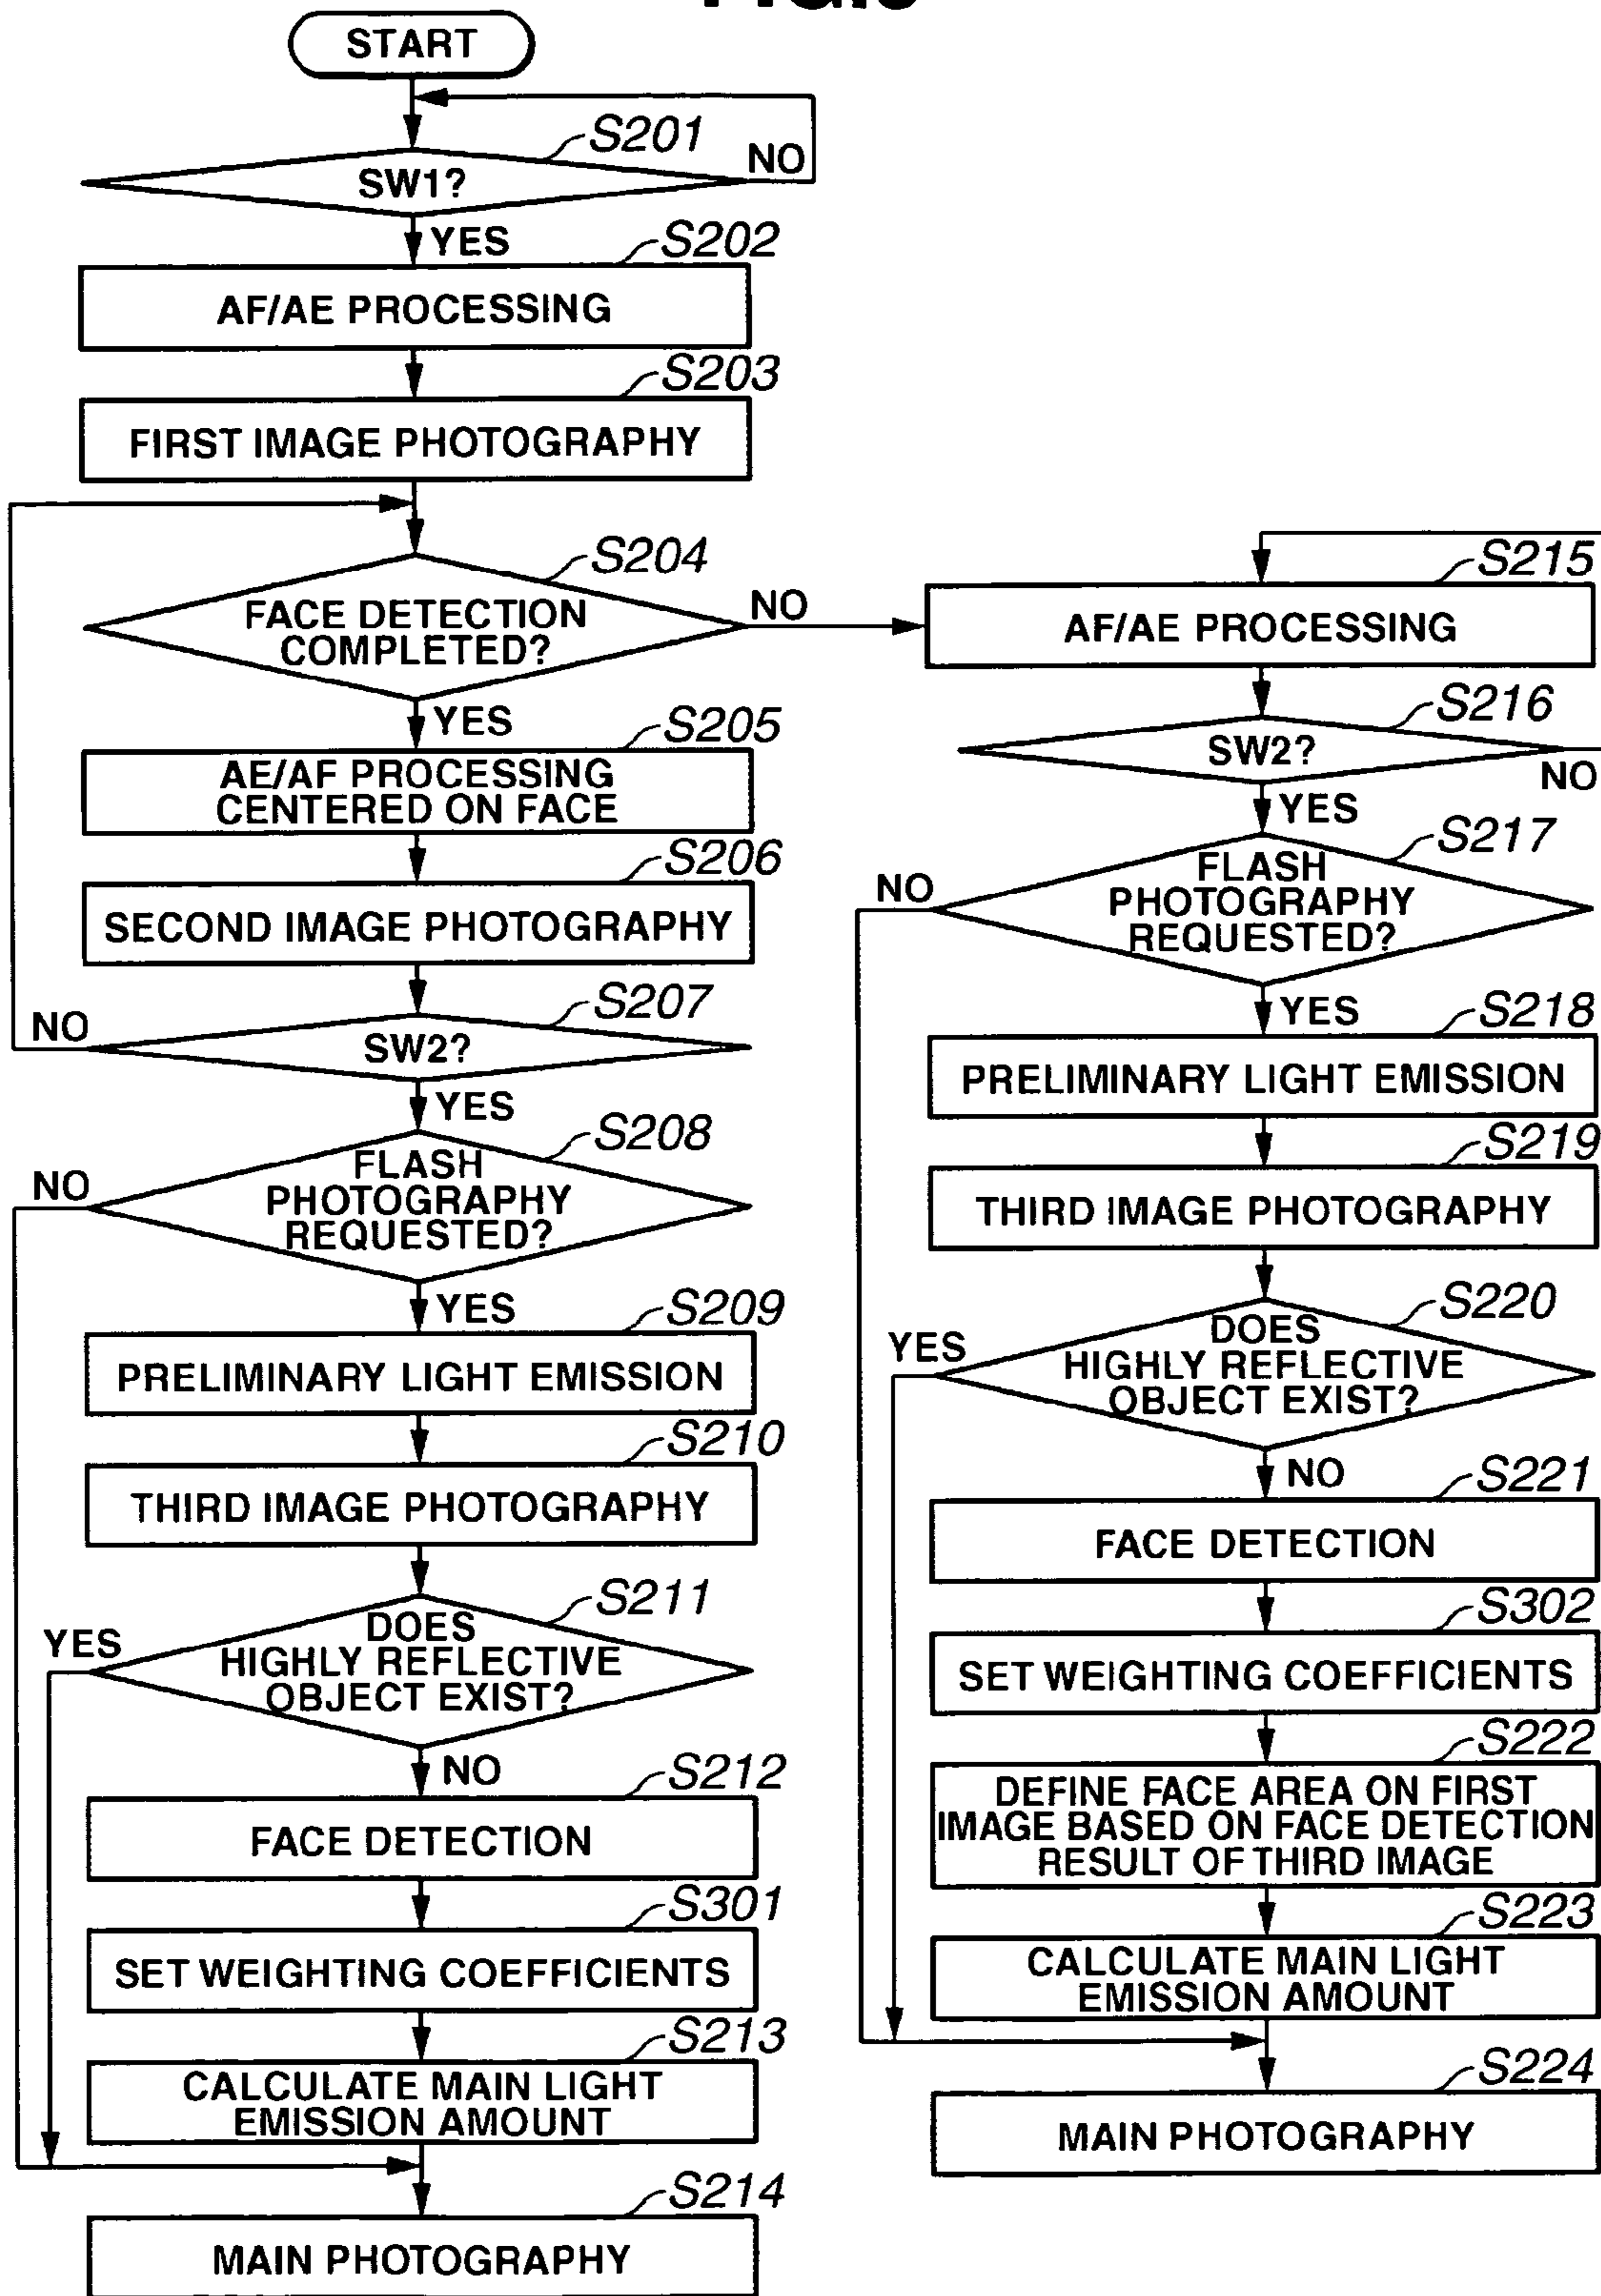 START
S201
SW1?
NO
YES
S202
AF/AE PROCESSING
S203
FIRST IMAGE PHOTOGRAPHY
S204
FACE DETECTION
COMPLETED?
NO
YES
S205
AE/AF PROCESSING
CENTERED ON FACE
S206
SECOND IMAGE PHOTOGRAPHY
S207
NO
SW2?
YES
S208
NO
FLASH
PHOTOGRAPHY
REQUESTED?
YES
S209
PRELIMINARY LIGHT EMISSION
S210
THIRD IMAGE PHOTOGRAPHY
S211
YES
DOES
HIGHLY REFLECTIVE
OBJECT EXIST?
NO
S212
FACE DETECTION
S301
SET WEIGHTING COEFFICIENTS
S213
CALCULATE MAIN LIGHT
EMISSION AMOUNT
S214
MAIN PHOTOGRAPHY
S215
AF/AE PROCESSING
S216
SW2?
NO
YES
S217
NO
FLASH
PHOTOGRAPHY
REQUESTED?
YES
S218
PRELIMINARY LIGHT EMISSION
S219
THIRD IMAGE PHOTOGRAPHY
S220
YES
DOES
HIGHLY REFLECTIVE
OBJECT EXIST?
NO
S221
FACE DETECTION
S302
SET WEIGHTING COEFFICIENTS
S222
DEFINE FACE AREA ON FIRST
IMAGE BASED ON FACE DETECTION
RESULT OF THIRD IMAGE
S223
CALCULATE MAIN LIGHT
EMISSION AMOUNT
S224
MAIN PHOTOGRAPHY